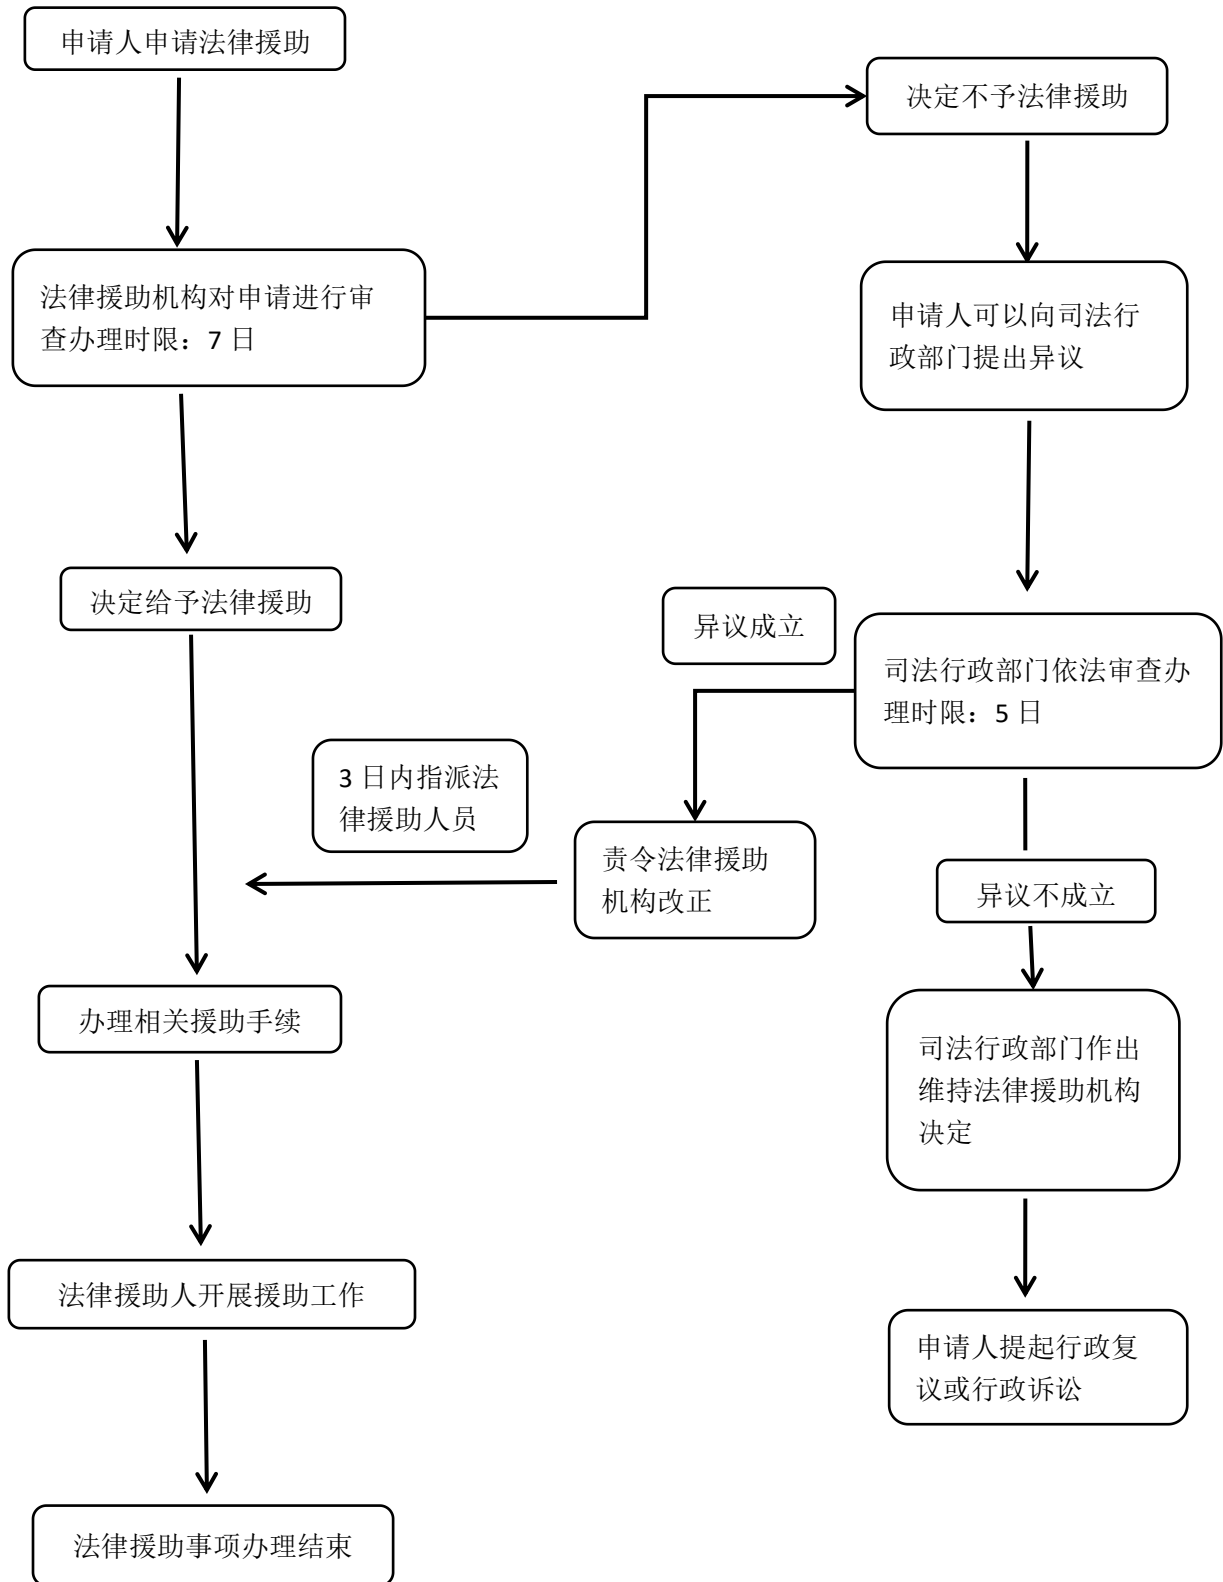 申请人申请法律援助
决定不予法律援助
法律援助机构对申请进行审
查办理时限：7 日
申请人可以向司法行
政部门提出异议
决定给予法律援助
异议成立
司法行政部门依法审查办
理时限：5 日
3 日内指派法
律援助人员
责令法律援助
机构改正
异议不成立
办理相关援助手续
司法行政部门作出
维持法律援助机构
决定
法律援助人开展援助工作
申请人提起行政复
议或行政诉讼
法律援助事项办理结束